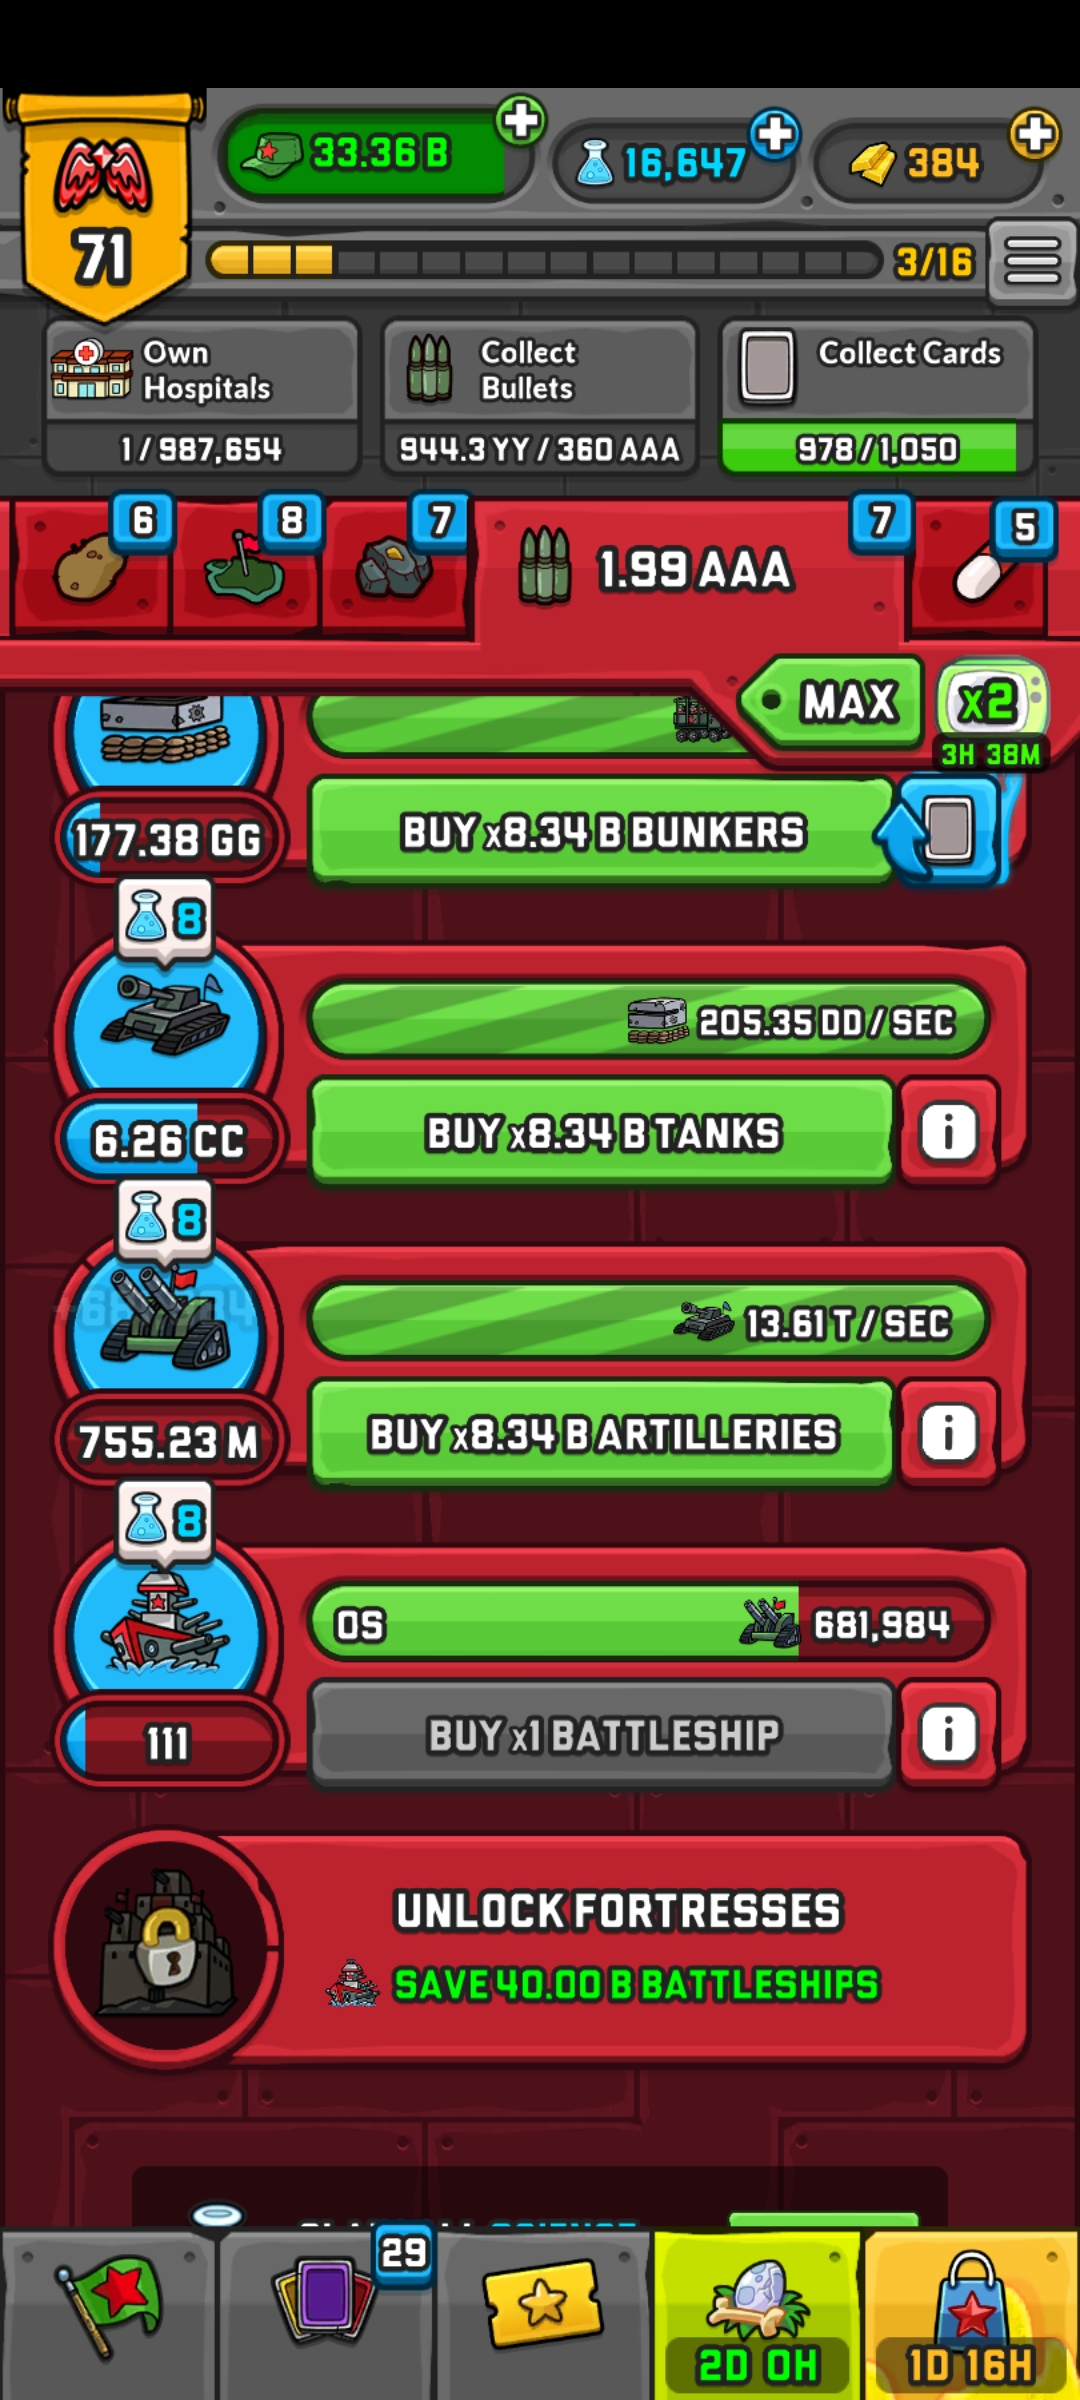 33.36 B
16,647
384
71
3/16
Own
Hospitals
1/987,654
Collect
Bullets
944.3 YY / 360 AAA
Collect Cards
978/1,050
6
8
7
1.99 AAA
7
5
MAX
x2
3H 38M
177.38 GG
BUY x8.34 B BUNKERS
8
205.35 DD / SEC
6.26 CC
BUY x8.34 B TANKS
i
8
13.61 T / SEC
755.23 M
BUY x8.34 B ARTILLERIES
i
8
0S
681,984
111
BUY x1 BATTLESHIP
i
UNLOCK FORTRESSES
SAVE 40.00 B BATTLESHIPS
29
2D 0H
1D 16H